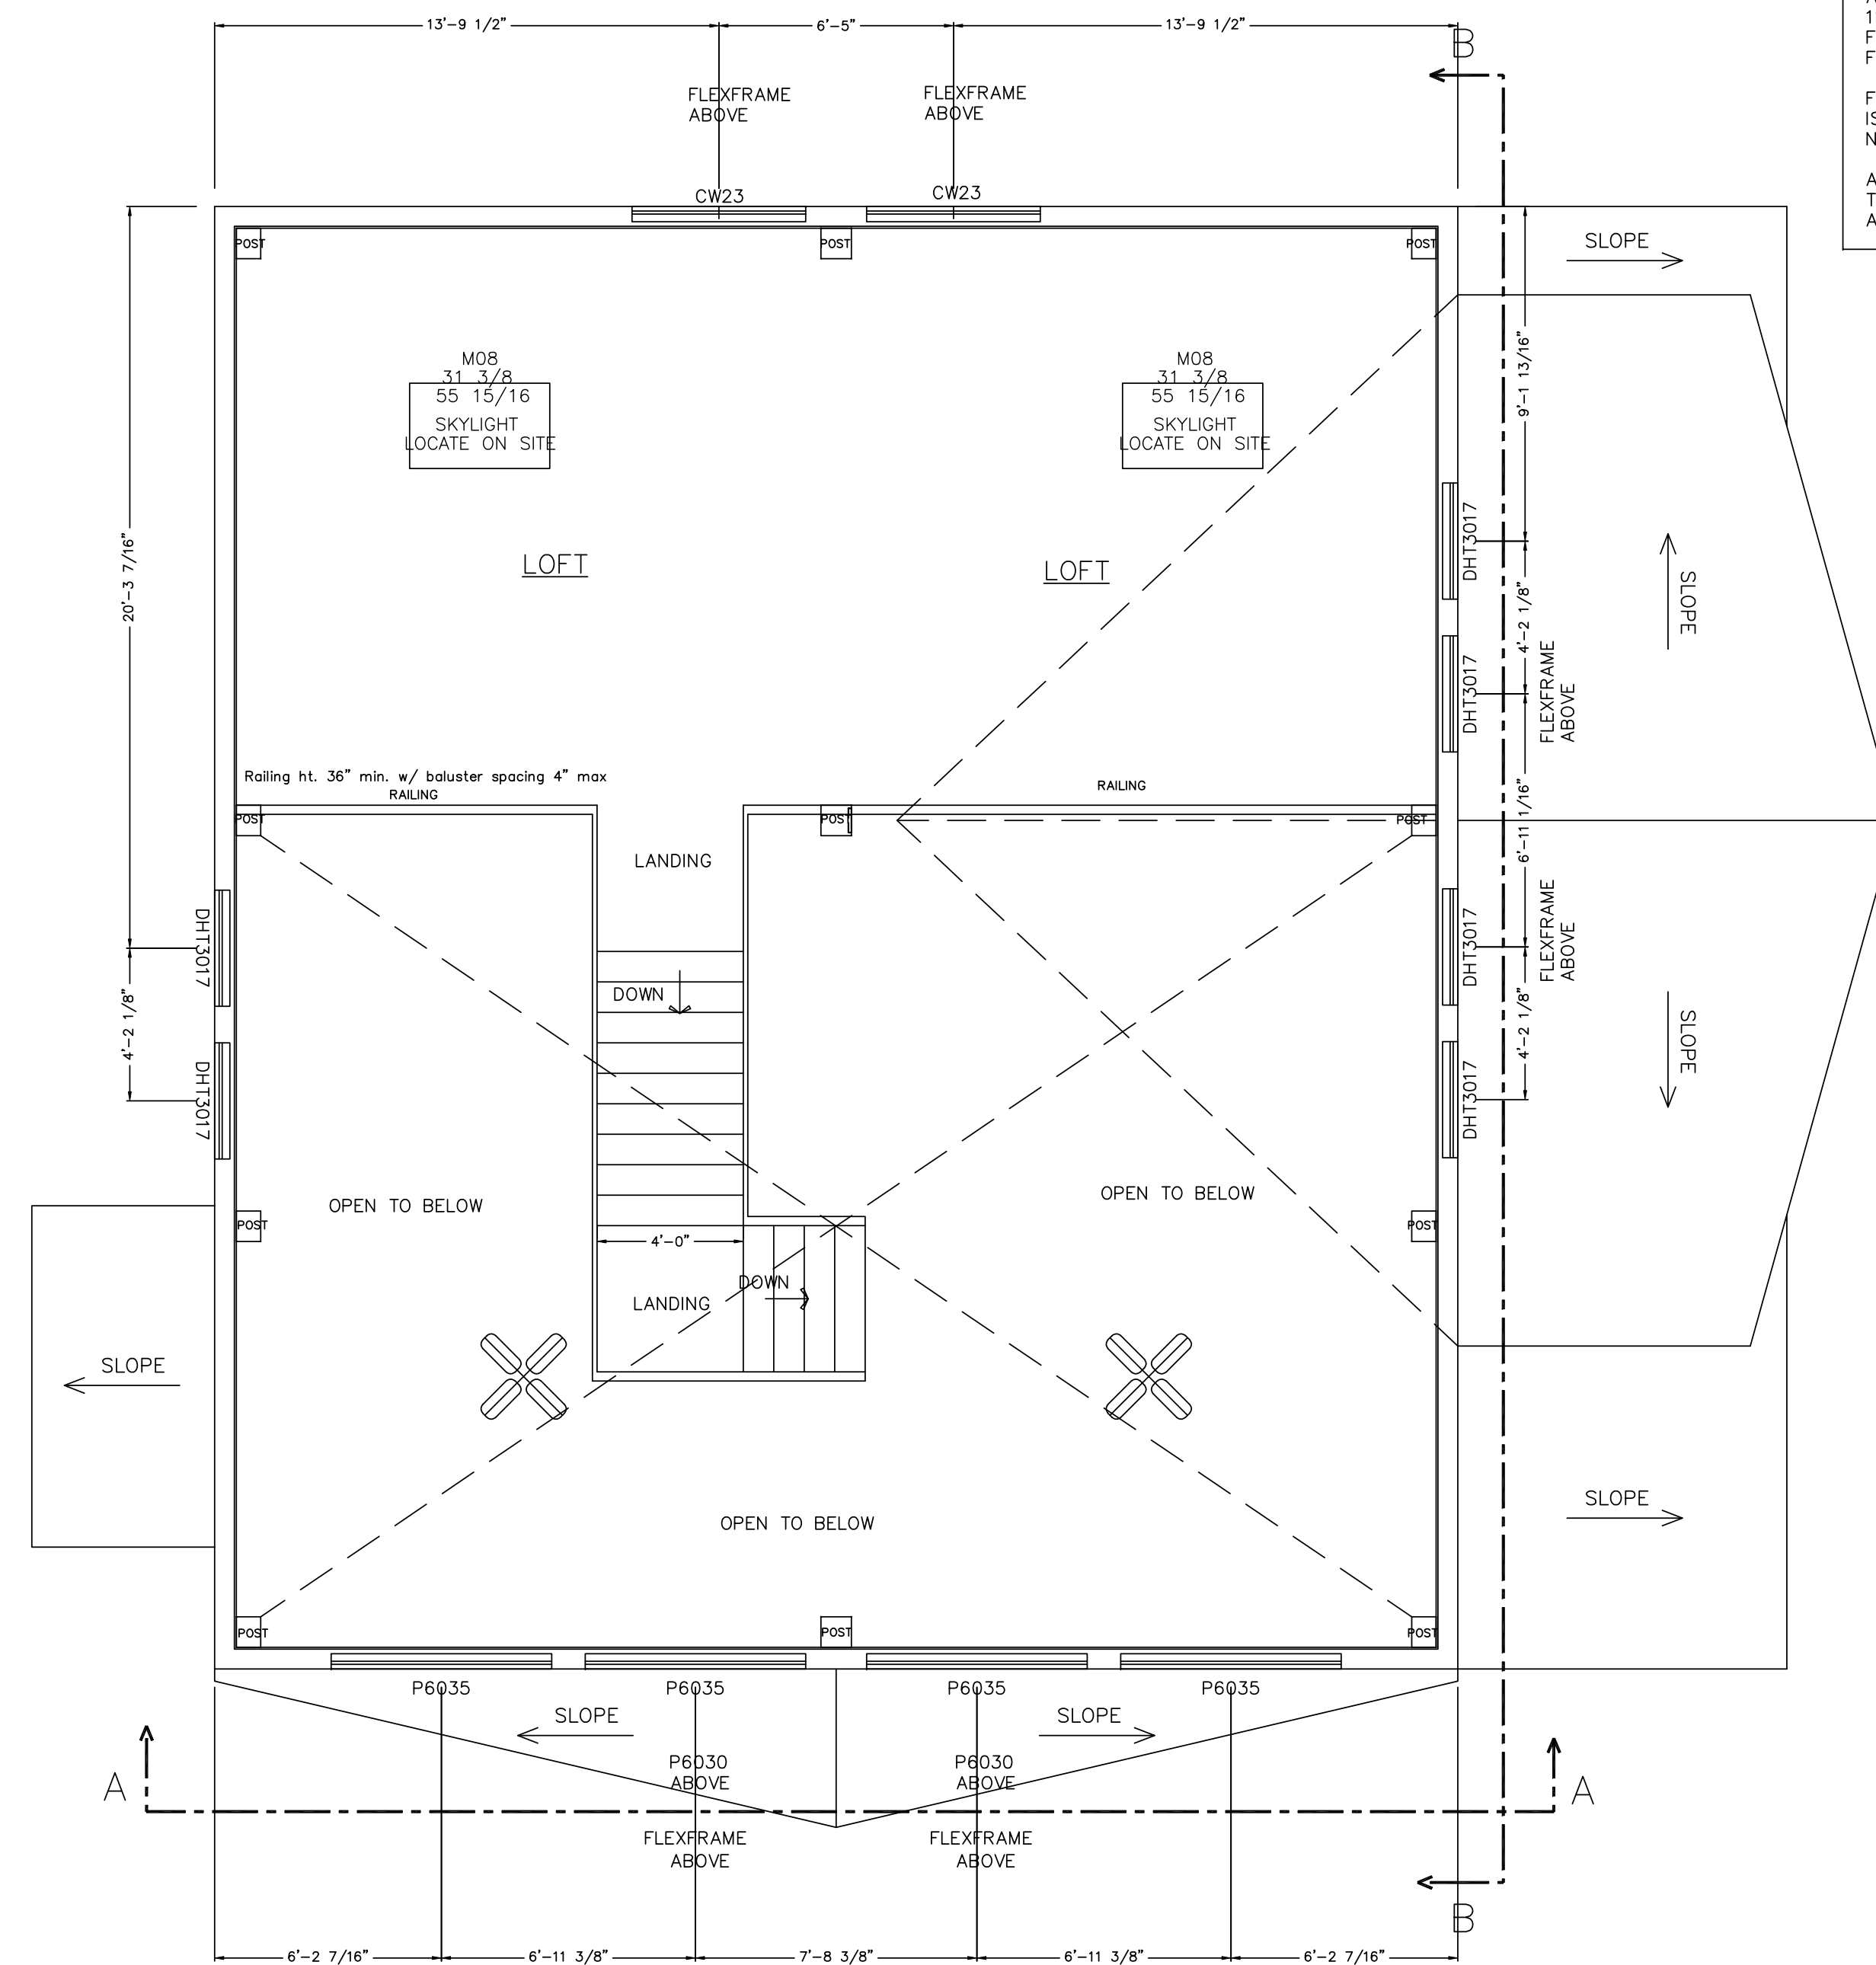 13'-9 1/2"
6'-5"
13'-9 1/2"
B
FLEXFRAME
ABOVE
FLEXFRAME
ABOVE
CW23
CW23
POST
POST
POST
SLOPE
M08
31 3/8
55 15/16
SKYLIGHT
LOCATE ON SITE
M08
31 3/8
55 15/16
SKYLIGHT
LOCATE ON SITE
9'-1 13/16"
20'-3 7/16"
LOFT
LOFT
DHT3017
4'-2 1/8"
SLOPE
DHT3017
FLEXFRAME
ABOVE
Railing ht. 36" min. w/ baluster spacing 4" max
RAILING
RAILING
POST
POST
POST
6'-11 1/16"
LANDING
DHT3017
DHT3017
FLEXFRAME
ABOVE
DOWN
4'-2 1/8"
4'-2 1/8"
SLOPE
DHT3017
DHT3017
OPEN TO BELOW
OPEN TO BELOW
POST
POST
4'-0"
DOWN
LANDING
SLOPE
SLOPE
OPEN TO BELOW
POST
POST
POST
P6035
P6035
P6035
P6035
SLOPE
SLOPE
P6030
ABOVE
P6030
ABOVE
A
A
FLEXFRAME
ABOVE
FLEXFRAME
ABOVE
B
6'-2 7/16"
6'-11 3/8"
7'-8 3/8"
6'-11 3/8"
6'-2 7/16"